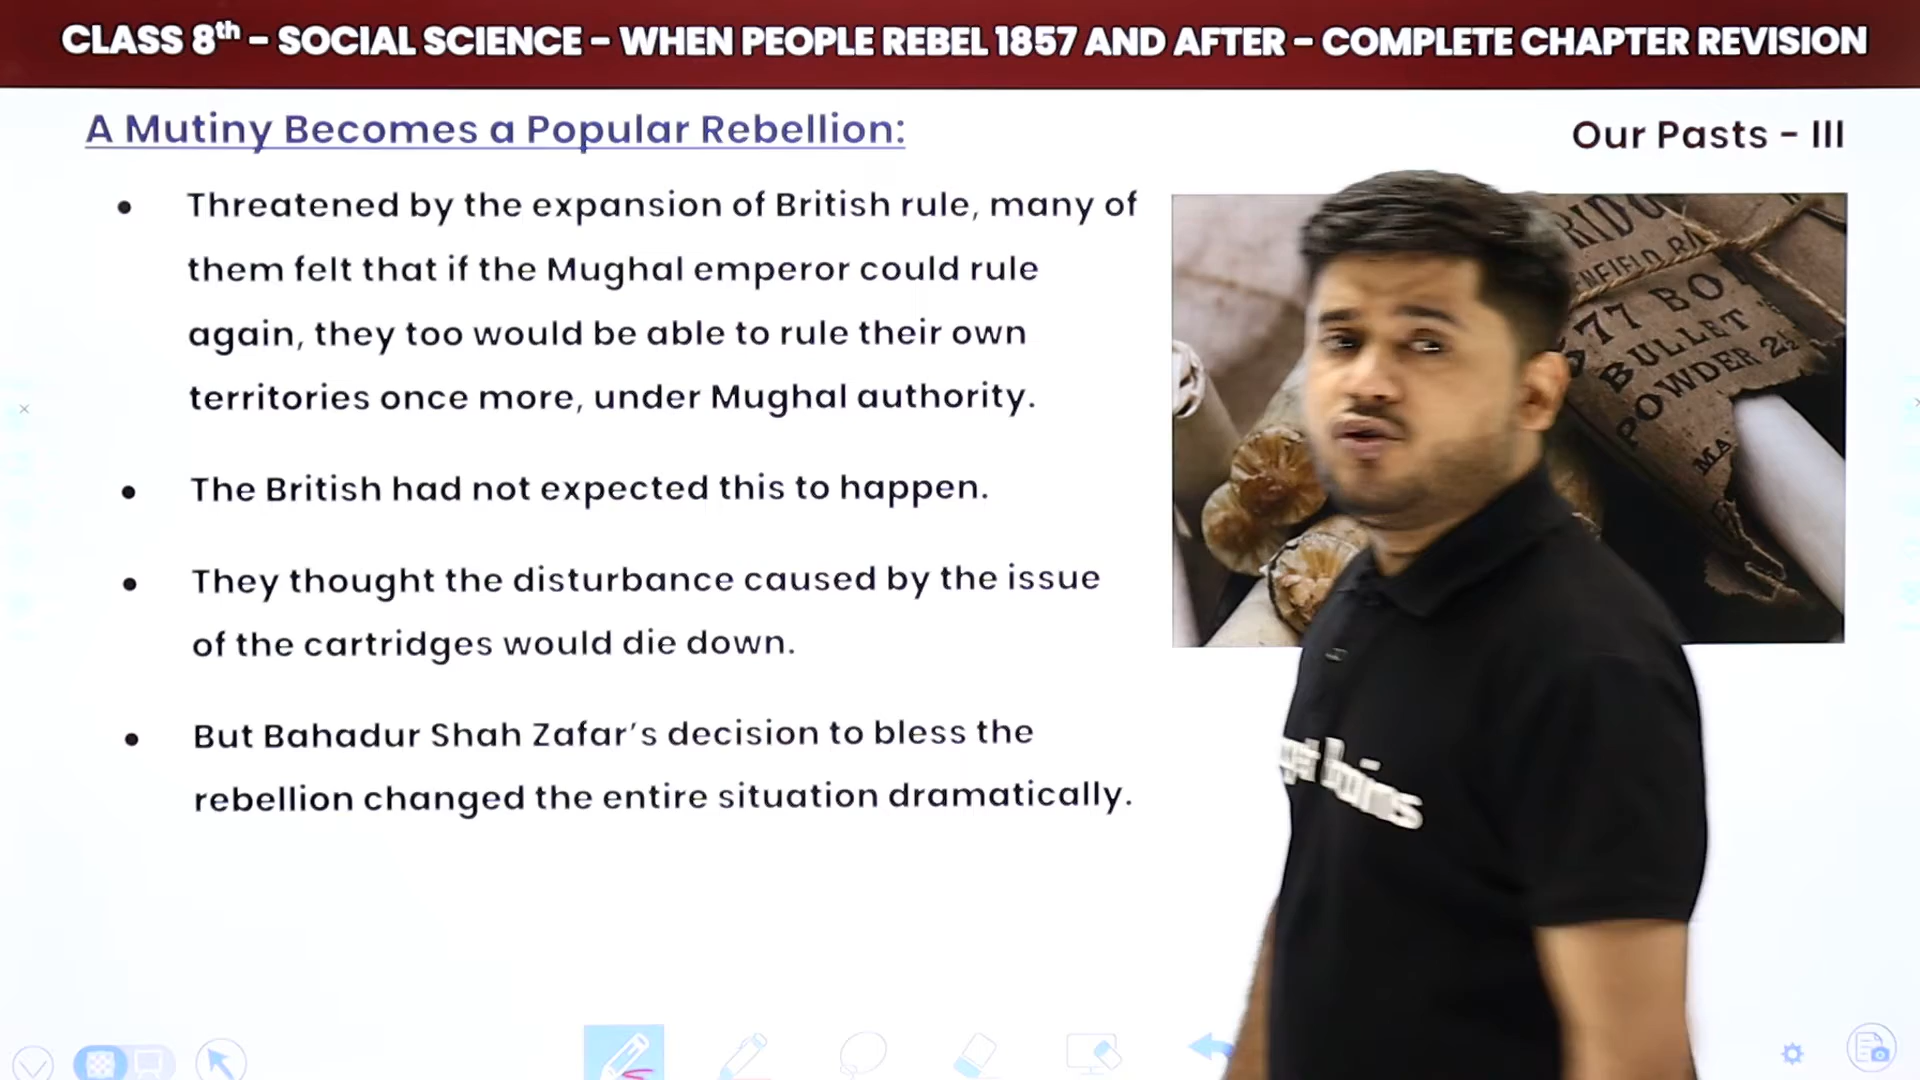 CLASS 8th – SOCIAL SCIENCE – WHEN PEOPLE REBEL 1857 AND AFTER – COMPLETE CHAPTER REVISION
A Mutiny Becomes a Popular Rebellion:
Our Pasts – III
Threatened by the expansion of British rule, many of
them felt that if the Mughal emperor could rule
again, they too would be able to rule their own
territories once more, under Mughal authority.
The British had not expected this to happen.
They thought the disturbance caused by the issue
of the cartridges would die down.
But Bahadur Shah Zafar's decision to bless the
rebellion changed the entire situation dramatically.
77 BO
BULLET
POWDER 2½